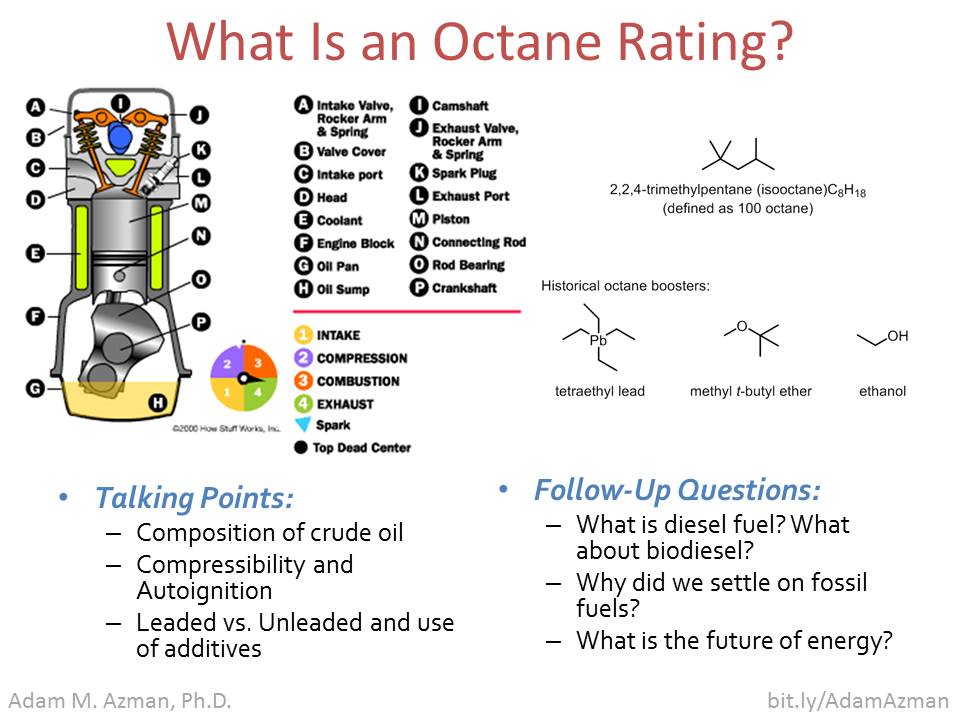 What Is an Octane Rating?
A
B
C
D
E
F
G
H
I
J
K
L
M
N
O
P
2
3
1
4
©2000 How Stuff Works, Inc.
A Intake Valve,
Rocker Arm
& Spring
B Valve Cover
C Intake port
D Head
E Coolant
F Engine Block
G Oil Pan
H Oil Sump
I Camshaft
J Exhaust Valve,
Rocker Arm
& Spring
K Spark Plug
L Exhaust Port
M Piston
N Connecting Rod
O Rod Bearing
P Crankshaft
1 INTAKE
2 COMPRESSION
3 COMBUSTION
4 EXHAUST
Spark
Top Dead Center
2,2,4-trimethylpentane (isooctane)C8H18
(defined as 100 octane)
Historical octane boosters:
Pb
O
OH
tetraethyl lead
methyl t-butyl ether
ethanol
• Talking Points:
– Composition of crude oil
– Compressibility and
Autoignition
– Leaded vs. Unleaded and use
of additives
• Follow-Up Questions:
– What is diesel fuel? What
about biodiesel?
– Why did we settle on fossil
fuels?
– What is the future of energy?
Adam M. Azman, Ph.D.
bit.ly/AdamAzman